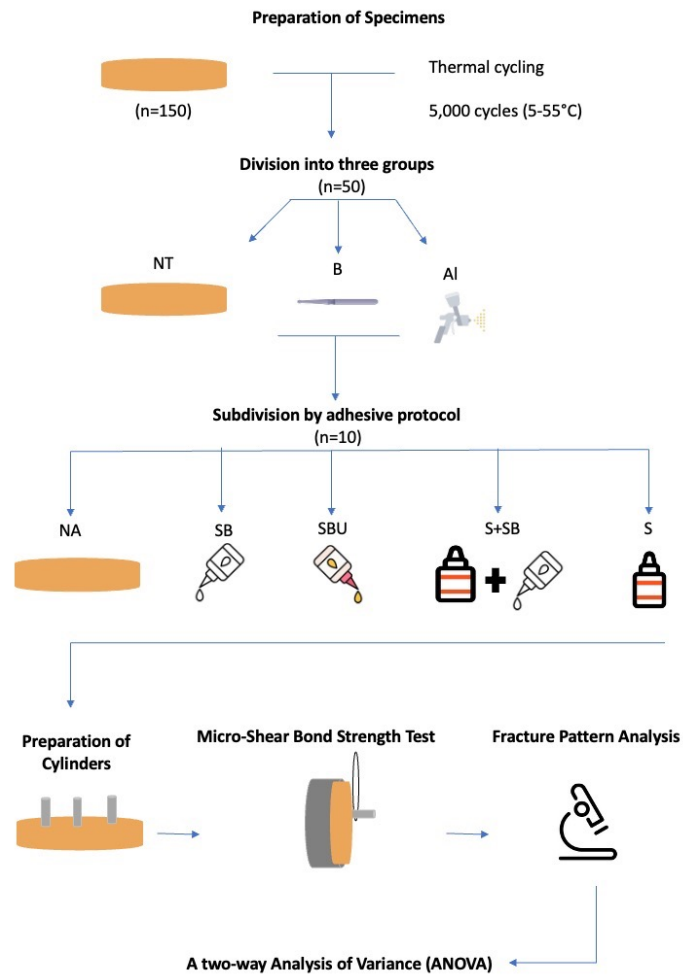 Preparation of Specimens
Thermal cycling
(n=150)
5,000 cycles (5-55°C)
Division into three groups
(n=50)
NT
B
Al
Subdivision by adhesive protocol
(n=10)
NA
SB
SBU
S+SB
S
Preparation of
Cylinders
Micro-Shear Bond Strength Test
Fracture Pattern Analysis
A two-way Analysis of Variance (ANOVA)